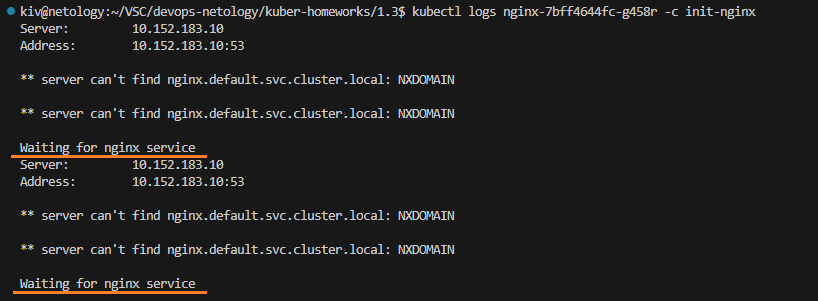 kiv@netology:~/VSC/devops-netology/kuber-homeworks/1.3$ kubectl logs nginx-7bff4644fc-g458r -c init-nginx
Server:         10.152.183.10
Address:        10.152.183.10:53

** server can't find nginx.default.svc.cluster.local: NXDOMAIN

** server can't find nginx.default.svc.cluster.local: NXDOMAIN

Waiting for nginx service
Server:         10.152.183.10
Address:        10.152.183.10:53

** server can't find nginx.default.svc.cluster.local: NXDOMAIN

** server can't find nginx.default.svc.cluster.local: NXDOMAIN

Waiting for nginx service